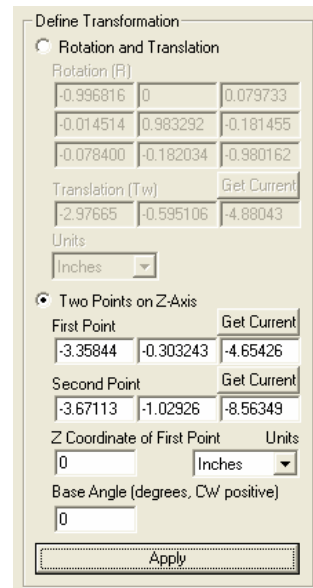 Define Transformation
Rotation and Translation
Rotation (R)
-0.996816 0 0.079733
-0.014514 0.983292 -0.181455
-0.078400 -0.182034 -0.980162
Translation (Tw) Get Current
-2.97665 -0.595106 -4.88043
Units
Inches
Two Points on Z-Axis
First Point Get Current
-3.35844 -0.303243 -4.65426
Second Point Get Current
-3.67113 -1.02926 -8.56349
Z Coordinate of First Point Units
0 Inches
Base Angle (degrees, CW positive)
0
Apply